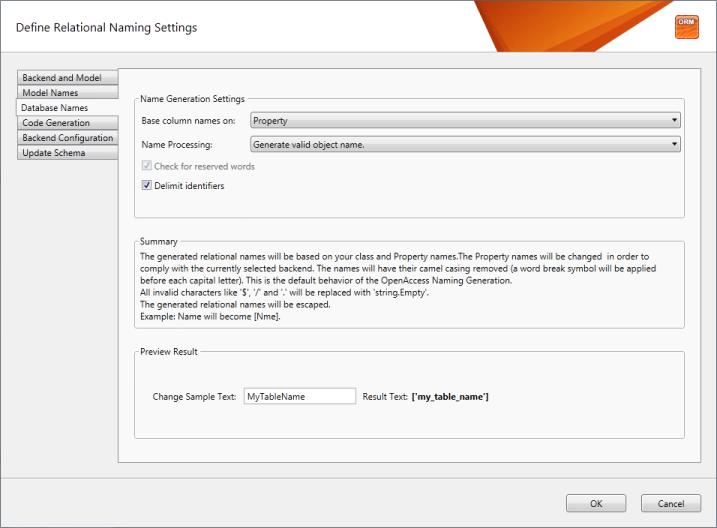 Define Relational Naming Settings
ORM
Backend and Model
Model Names
Database Names
Code Generation
Backend Configuration
Update Schema
Name Generation Settings
Base column names on: Property
Name Processing: Generate valid object name.
Check for reserved words
Delimit identifiers
Summary
The generated relational names will be based on your class and Property names.The Property names will be changed in order to
comply with the currently selected backend. The names will have their camel casing removed (a word break symbol will be applied
before each capital letter). This is the default behavior of the OpenAccess Naming Generation.
All invalid characters like '$', '/' and '.' will be replaced with 'string.Empty'.
The generated relational names will be escaped.
Example: Name will become [Nme].
Preview Result
Change Sample Text: MyTableName Result Text: ['my_table_name']
OK Cancel